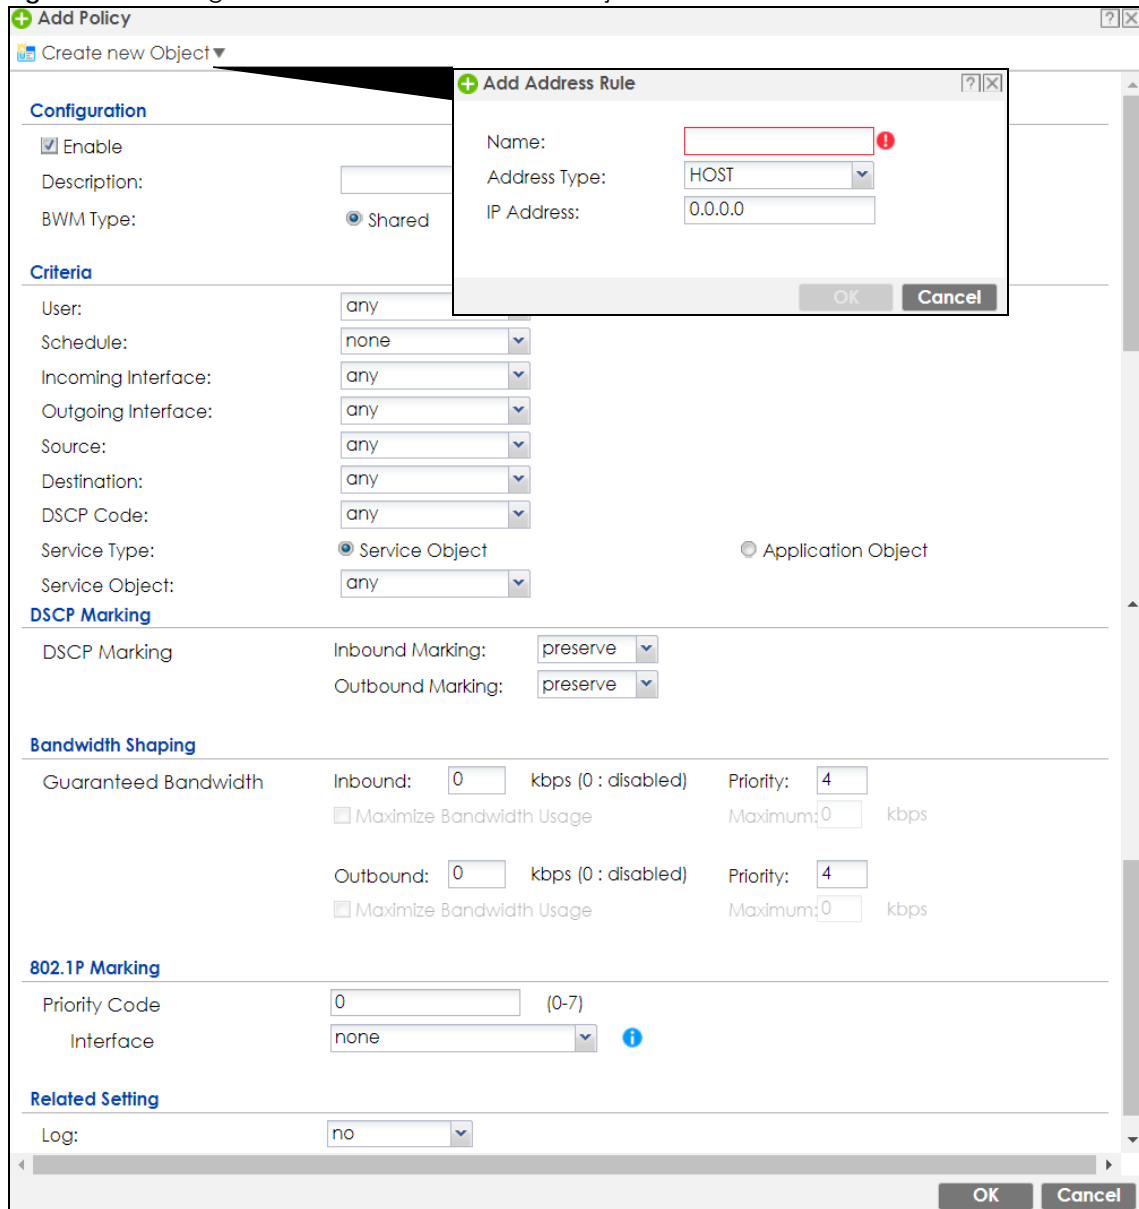 Add Policy
Create new Object
Add Address Rule
Name:
Address Type: HOST
IP Address: 0.0.0.0
OK Cancel
Configuration
Enable
Description:
BWM Type: Shared
Criteria
User: any
Schedule: none
Incoming Interface: any
Outgoing Interface: any
Source: any
Destination: any
DSCP Code: any
Service Type: Service Object Application Object
Service Object: any
DSCP Marking
DSCP Marking Inbound Marking: preserve
Outbound Marking: preserve
Bandwidth Shaping
Guaranteed Bandwidth Inbound: 0 kbps (0 : disabled) Priority: 4
Maximize Bandwidth Usage Maximum: 0 kbps
Outbound: 0 kbps (0 : disabled) Priority: 4
Maximize Bandwidth Usage Maximum: 0 kbps
802.1P Marking
Priority Code 0 (0-7)
Interface none
Related Setting
Log: no
OK Cancel